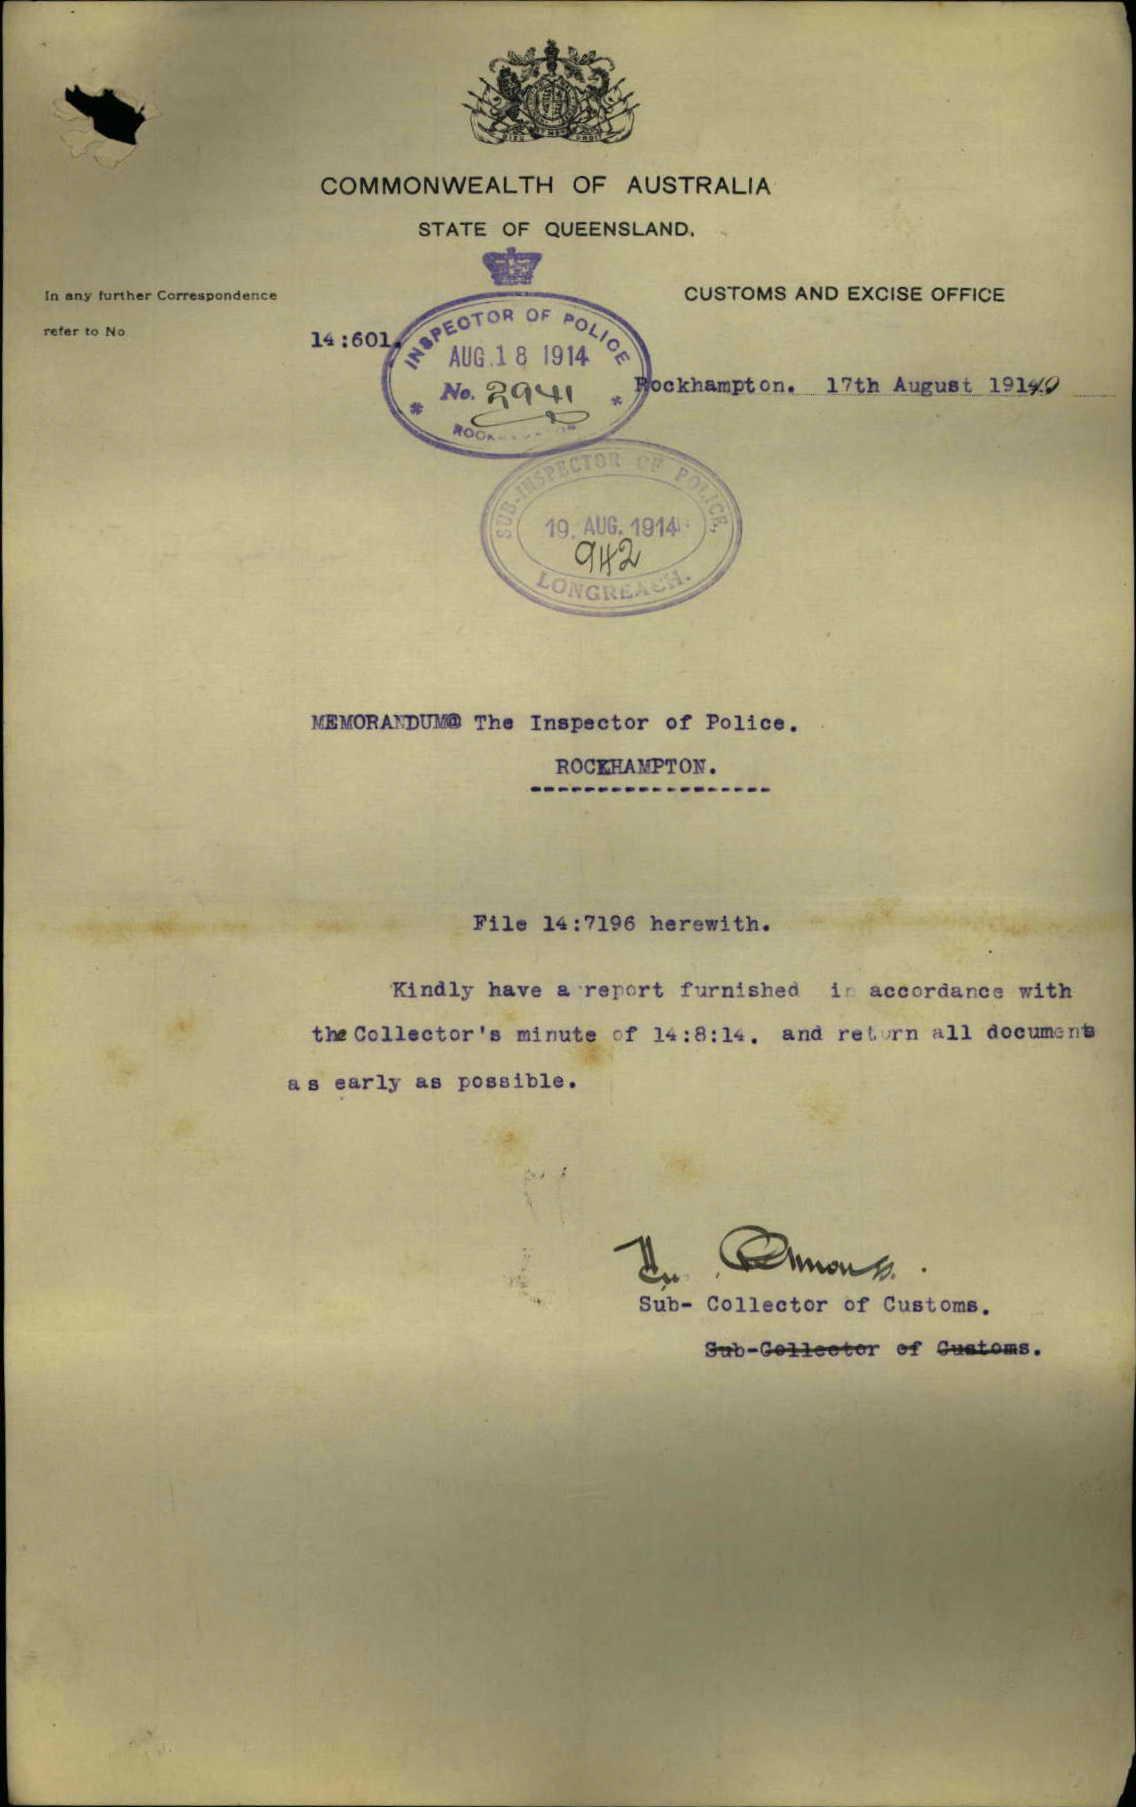 COMMONWEALTH OF AUSTRALIA
STATE OF QUEENSLAND.
In any further Correspondence
refer to No
14:601.
CUSTOMS AND EXCISE OFFICE
INSPECTOR OF POLICE
AUG 18 1914
No. 2941
Rockhampton. 17th August 1914
SUB-INSPECTOR OF POLICE,
19. AUG. 1914
942
LONGREACH.
MEMORANDUM@ The Inspector of Police.
ROCKHAMPTON.
------------------
File 14:7196 herewith.
Kindly have a report furnished in accordance with
the Collector's minute of 14:8:14. and return all documents
as early as possible.
Sub- Collector of Customs.
Sub-Collector of Customs.